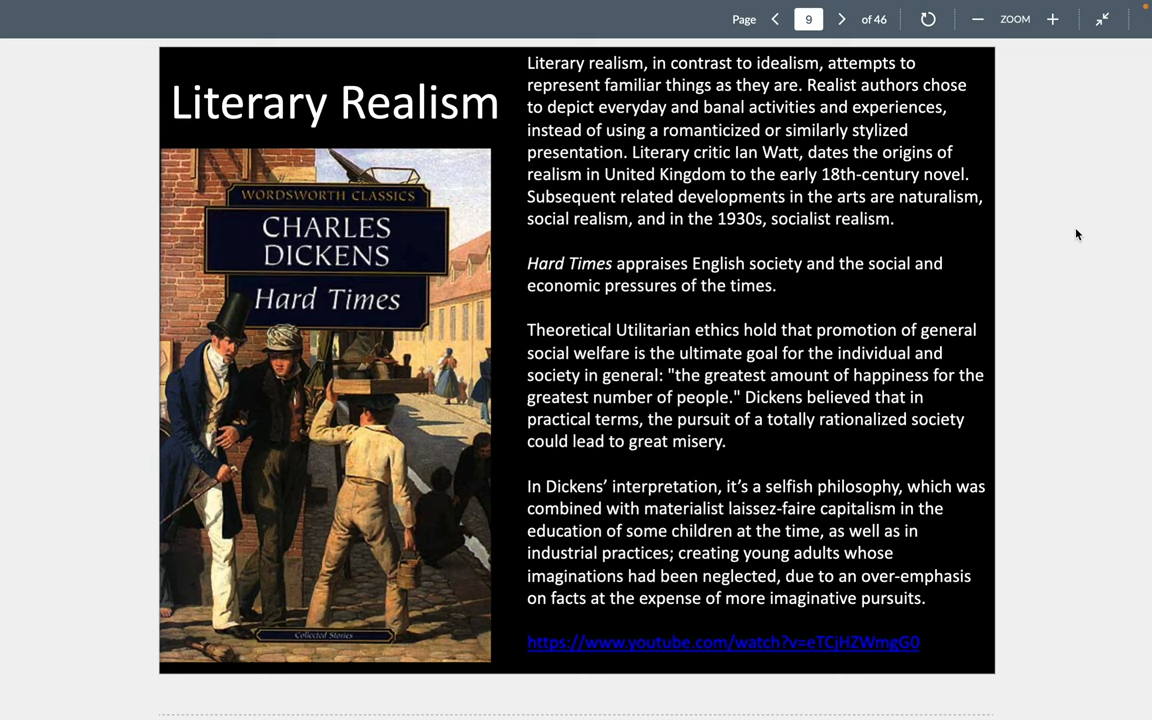 Page 9 of 46 ZOOM
Literary Realism
WORDSWORTH CLASSICS
CHARLES
DICKENS
Hard Times
Collected Stories
Literary realism, in contrast to idealism, attempts to
represent familiar things as they are. Realist authors chose
to depict everyday and banal activities and experiences,
instead of using a romanticized or similarly stylized
presentation. Literary critic Ian Watt, dates the origins of
realism in United Kingdom to the early 18th-century novel.
Subsequent related developments in the arts are naturalism,
social realism, and in the 1930s, socialist realism.
Hard Times appraises English society and the social and
economic pressures of the times.
Theoretical Utilitarian ethics hold that promotion of general
social welfare is the ultimate goal for the individual and
society in general: "the greatest amount of happiness for the
greatest number of people." Dickens believed that in
practical terms, the pursuit of a totally rationalized society
could lead to great misery.
In Dickens’ interpretation, it’s a selfish philosophy, which was
combined with materialist laissez-faire capitalism in the
education of some children at the time, as well as in
industrial practices; creating young adults whose
imaginations had been neglected, due to an over-emphasis
on facts at the expense of more imaginative pursuits.
https://www.youtube.com/watch?v=eTCjHZWmgG0